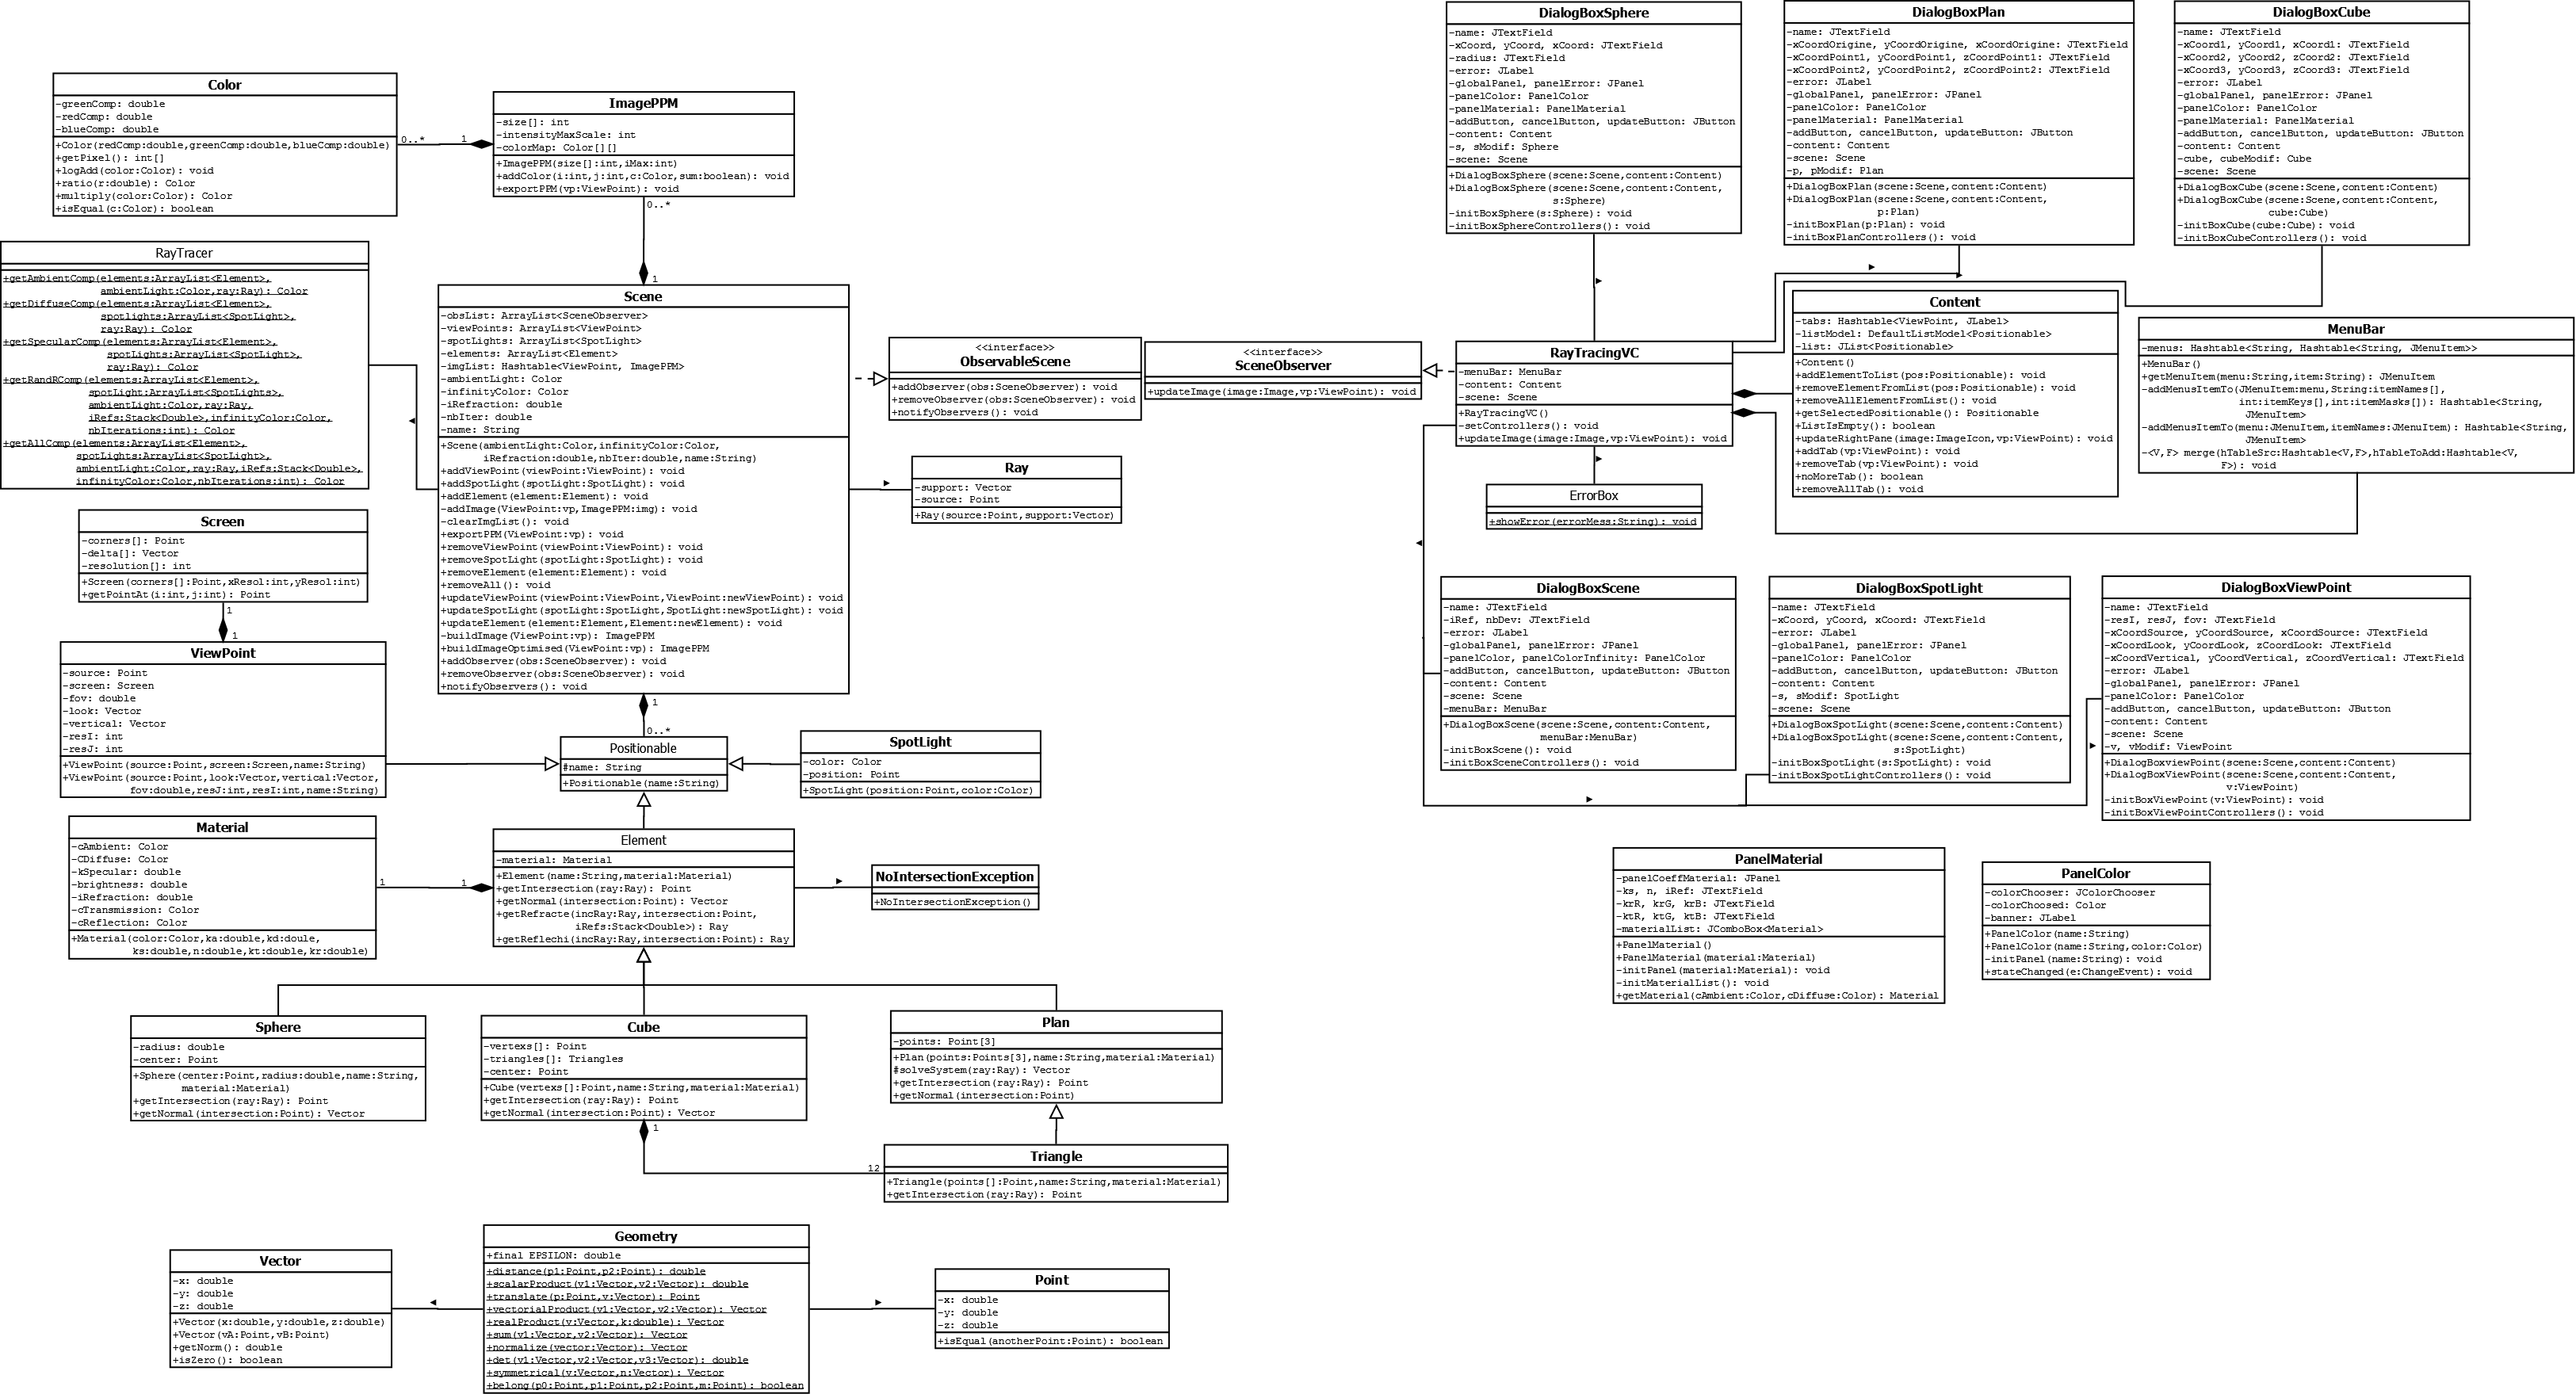 Color
-greenComp: double
-redComp: double
-blueComp: double
+Color(redComp:double,greenComp:double,blueComp:double)
+getPixel(): int[]
+logAdd(color:Color): void
+ratio(r:double): Color
+multiply(color:Color): Color
+isEqual(c:Color): boolean
0..*
1
ImagePPM
-size[]: int
-intensityMaxScale: int
-colorMap: Color[][]
+ImagePPM(size[]:int,iMax:int)
+addColor(i:int,j:int,c:Color,sum:boolean): void
+exportPPM(vp:ViewPoint): void
0..*
1
RayTracer
+getAmbientComp(elements:ArrayList<Element>,
ambientLight:Color,ray:Ray): Color
+getDiffuseComp(elements:ArrayList<Element>,
spotlights:ArrayList<SpotLight>,
ray:Ray): Color
+getSpecularComp(elements:ArrayList<Element>,
spotLights:ArrayList<SpotLight>,
ray:Ray): Color
+getRandRComp(elements:ArrayList<Element>,
spotLight:ArrayList<SpotLights>,
ambientLight:Color,ray:Ray,
iRefs:Stack<Double>,infinityColor:Color,
nbIterations:int): Color
+getAllComp(elements:ArrayList<Element>,
spotLights:ArrayList<SpotLight>,
ambientLight:Color,ray:Ray,iRefs:Stack<Double>,
infinityColor:Color,nbIterations:int): Color
Scene
-obsList: ArrayList<SceneObserver>
-viewPoints: ArrayList<ViewPoint>
-spotLights: ArrayList<SpotLight>
-elements: ArrayList<Element>
-imgList: Hashtable<ViewPoint, ImagePPM>
-ambientLight: Color
-infinityColor: Color
-iRefraction: double
-nbIter: double
-name: String
+Scene(ambientLight:Color,infinityColor:Color,
iRefraction:double,nbIter:double,name:String)
+addViewPoint(viewPoint:ViewPoint): void
+addSpotLight(spotLight:SpotLight): void
+addElement(element:Element): void
-addImage(ViewPoint:vp,ImagePPM:img): void
-clearImgList(): void
+exportPPM(ViewPoint:vp): void
+removeViewPoint(viewPoint:ViewPoint): void
+removeSpotLight(spotLight:SpotLight): void
+removeElement(element:Element): void
+removeAll(): void
+updateViewPoint(viewPoint:ViewPoint,ViewPoint:newViewPoint): void
+updateSpotLight(spotLight:SpotLight,SpotLight:newSpotLight): void
+updateElement(element:Element,Element:newElement): void
-buildImage(ViewPoint:vp): ImagePPM
+buildImageOptimised(ViewPoint:vp): ImagePPM
+addObserver(obs:SceneObserver): void
+removeObserver(obs:SceneObserver): void
+notifyObservers(): void
1
0..*
<<interface>>
ObservableScene
+addObserver(obs:SceneObserver): void
+removeObserver(obs:SceneObserver): void
+notifyObservers(): void
<<interface>>
SceneObserver
+updateImage(image:Image,vp:ViewPoint): void
Ray
-support: Vector
-source: Point
+Ray(source:Point,support:Vector)
Screen
-corners[]: Point
-delta[]: Vector
-resolution[]: int
+Screen(corners[]:Point,xResol:int,yResol:int)
+getPointAt(i:int,j:int): Point
1
1
ViewPoint
-source: Point
-screen: Screen
-fov: double
-look: Vector
-vertical: Vector
-resI: int
-resJ: int
+ViewPoint(source:Point,screen:Screen,name:String)
+ViewPoint(source:Point,look:Vector,vertical:Vector,
fov:double,resJ:int,resI:int,name:String)
Positionable
#name: String
+Positionable(name:String)
SpotLight
-color: Color
-position: Point
+SpotLight(position:Point,color:Color)
Material
-cAmbient: Color
-CDiffuse: Color
-kSpecular: double
-brightness: double
-iRefraction: double
-cTransmission: Color
-cReflection: Color
+Material(color:Color,ka:double,kd:doule,
ks:double,n:double,kt:double,kr:double)
1
1
Element
-material: Material
+Element(name:String,material:Material)
+getIntersection(ray:Ray): Point
+getNormal(intersection:Point): Vector
+getRefracte(incRay:Ray,intersection:Point,
iRefs:Stack<Double>): Ray
+getReflechi(incRay:Ray,intersection:Point): Ray
NoIntersectionException
+NoIntersectionException()
Sphere
-radius: double
-center: Point
+Sphere(center:Point,radius:double,name:String,
material:Material)
+getIntersection(ray:Ray): Point
+getNormal(intersection:Point): Vector
Cube
-vertexs[]: Point
-triangles[]: Triangles
-center: Point
+Cube(vertexs[]:Point,name:String,material:Material)
+getIntersection(ray:Ray): Point
+getNormal(intersection:Point): Vector
1
12
Plan
-points: Point[3]
+Plan(points:Points[3],name:String,material:Material)
#solveSystem(ray:Ray): Vector
+getIntersection(ray:Ray): Point
+getNormal(intersection:Point)
Triangle
+Triangle(points[]:Point,name:String,material:Material)
+getIntersection(ray:Ray): Point
Vector
-x: double
-y: double
-z: double
+Vector(x:double,y:double,z:double)
+Vector(vA:Point,vB:Point)
+getNorm(): double
+isZero(): boolean
Geometry
+final EPSILON: double
+distance(p1:Point,p2:Point): double
+scalarProduct(v1:Vector,v2:Vector): double
+translate(p:Point,v:Vector): Point
+vectorialProduct(v1:Vector,v2:Vector): Vector
+realProduct(v:Vector,k:double): Vector
+sum(v1:Vector,v2:Vector): Vector
+normalize(vector:Vector): Vector
+det(v1:Vector,v2:Vector,v3:Vector): double
+symmetrical(v:Vector,n:Vector): Vector
+belong(p0:Point,p1:Point,p2:Point,m:Point): boolean
Point
-x: double
-y: double
-z: double
+isEqual(anotherPoint:Point): boolean
DialogBoxSphere
-name: JTextField
-xCoord, yCoord, xCoord: JTextField
-radius: JTextField
-error: JLabel
-globalPanel, panelError: JPanel
-panelColor: PanelColor
-panelMaterial: PanelMaterial
-addButton, cancelButton, updateButton: JButton
-content: Content
-s, sModif: Sphere
-scene: Scene
+DialogBoxSphere(scene:Scene,content:Content)
+DialogBoxSphere(scene:Scene,content:Content,
s:Sphere)
-initBoxSphere(s:Sphere): void
-initBoxSphereControllers(): void
DialogBoxPlan
-name: JTextField
-xCoordOrigine, yCoordOrigine, xCoordOrigine: JTextField
-xCoordPoint1, yCoordPoint1, zCoordPoint1: JTextField
-xCoordPoint2, yCoordPoint2, zCoordPoint2: JTextField
-error: JLabel
-globalPanel, panelError: JPanel
-panelColor: PanelColor
-panelMaterial: PanelMaterial
-addButton, cancelButton, updateButton: JButton
-content: Content
-scene: Scene
-p, pModif: Plan
+DialogBoxPlan(scene:Scene,content:Content)
+DialogBoxPlan(scene:Scene,content:Content,
p:Plan)
-initBoxPlan(p:Plan): void
-initBoxPlanControllers(): void
DialogBoxCube
-name: JTextField
-xCoord1, yCoord1, xCoord1: JTextField
-xCoord2, yCoord2, zCoord2: JTextField
-xCoord3, yCoord3, zCoord3: JTextField
-error: JLabel
-globalPanel, panelError: JPanel
-panelColor: PanelColor
-panelMaterial: PanelMaterial
-addButton, cancelButton, updateButton: JButton
-content: Content
-cube, cubeModif: Cube
-scene: Scene
+DialogBoxCube(scene:Scene,content:Content)
+DialogBoxCube(scene:Scene,content:Content,
cube:Cube)
-initBoxCube(cube:Cube): void
-initBoxCubeControllers(): void
RayTracingVC
-menuBar: MenuBar
-content: Content
-scene: Scene
+RayTracingVC()
-setControllers(): void
+updateImage(image:Image,vp:ViewPoint): void
Content
-tabs: Hashtable<ViewPoint, JLabel>
-listModel: DefaultListModel<Positionable>
-list: JList<Positionable>
+Content()
+addElementToList(pos:Positionable): void
+removeElementFromList(pos:Positionable): void
+removeAllElementFromList(): void
+getSelectedPositionable(): Positionable
+ListIsEmpty(): boolean
+updateRightPane(image:ImageIcon,vp:ViewPoint): void
+addTab(vp:ViewPoint): void
+removeTab(vp:ViewPoint): void
+noMoreTab(): boolean
+removeAllTab(): void
MenuBar
-menus: Hashtable<String, Hashtable<String, JMenuItem>>
+MenuBar()
+getMenuItem(menu:String,item:String): JMenuItem
-addMenusItemTo(JMenuItem:menu,String:itemNames[],
int:itemKeys[],int:itemMasks[]): Hashtable<String,
JMenuItem>
-addMenusItemTo(menu:JMenuItem,itemNames:JMenuItem): Hashtable<String,
JMenuItem>
-<V,F> merge(hTableSrc:Hashtable<V,F>,hTableToAdd:Hashtable<V,
F>): void
ErrorBox
+showError(errorMess:String): void
DialogBoxScene
-name: JTextField
-iRef, nbDev: JTextField
-error: JLabel
-globalPanel, panelError: JPanel
-panelColor, panelColorInfinity: PanelColor
-addButton, cancelButton, updateButton: JButton
-content: Content
-scene: Scene
-menuBar: MenuBar
+DialogBoxScene(scene:Scene,content:Content,
menuBar:MenuBar)
-initBoxScene(): void
-initBoxSceneControllers(): void
DialogBoxSpotLight
-name: JTextField
-xCoord, yCoord, xCoord: JTextField
-error: JLabel
-globalPanel, panelError: JPanel
-panelColor: PanelColor
-addButton, cancelButton, updateButton: JButton
-content: Content
-s, sModif: SpotLight
-scene: Scene
+DialogBoxSpotLight(scene:Scene,content:Content)
+DialogBoxSpotLight(scene:Scene,content:Content,
s:SpotLight)
-initBoxSpotLight(s:SpotLight): void
-initBoxSpotLightControllers(): void
DialogBoxViewPoint
-name: JTextField
-resI, resJ, fov: JTextField
-xCoordSource, yCoordSource, xCoordSource: JTextField
-xCoordLook, yCoordLook, zCoordLook: JTextField
-xCoordVertical, yCoordVertical, zCoordVertical: JTextField
-error: JLabel
-globalPanel, panelError: JPanel
-panelColor: PanelColor
-addButton, cancelButton, updateButton: JButton
-content: Content
-scene: Scene
-v, vModif: ViewPoint
+DialogBoxviewPoint(scene:Scene,content:Content)
+DialogBoxViewPoint(scene:Scene,content:Content,
v:ViewPoint)
-initBoxViewPoint(v:ViewPoint): void
-initBoxViewPointControllers(): void
PanelMaterial
-panelCoeffMaterial: JPanel
-ks, n, iRef: JTextField
-krR, krG, krB: JTextField
-ktR, ktG, ktB: JTextField
-materialList: JComboBox<Material>
+PanelMaterial()
+PanelMaterial(material:Material)
-initPanel(material:Material): void
-initMaterialList(): void
+getMaterial(cAmbient:Color,cDiffuse:Color): Material
PanelColor
-colorChooser: JColorChooser
-colorChoosed: Color
-banner: JLabel
+PanelColor(name:String)
+PanelColor(name:String,color:Color)
-initPanel(name:String): void
+stateChanged(e:ChangeEvent): void